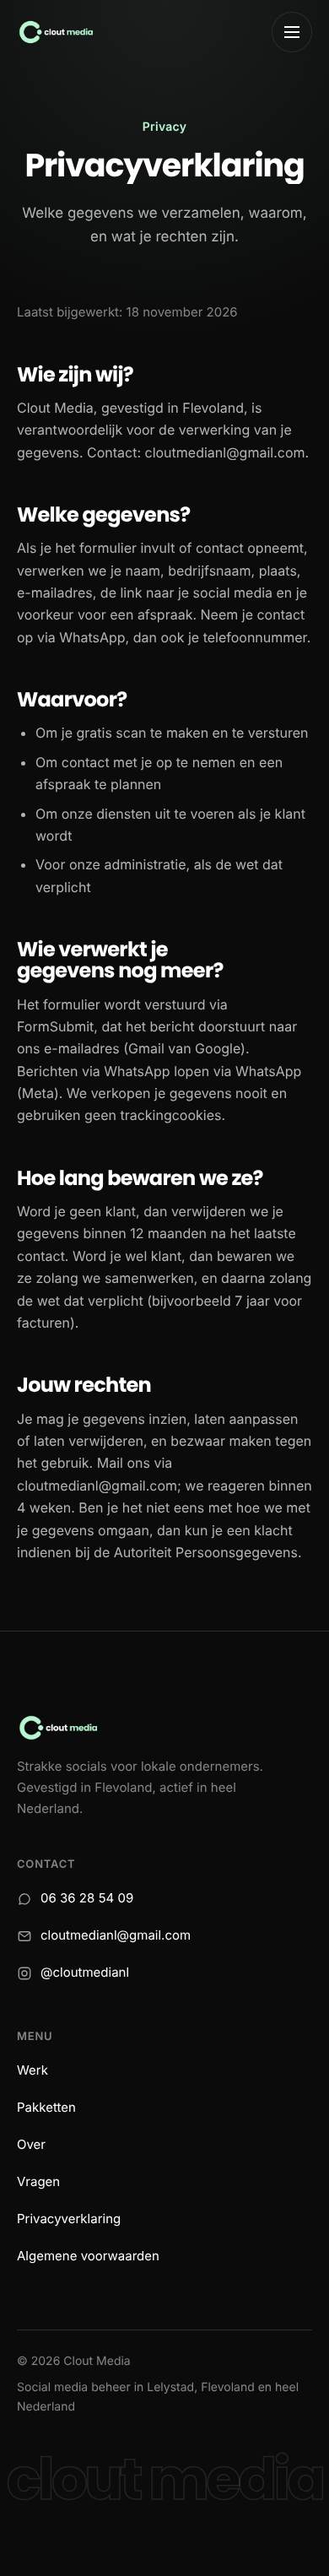 clout media
Privacy
Privacyverklaring
Welke gegevens we verzamelen, waarom,
en wat je rechten zijn.
Laatst bijgewerkt: 18 november 2026
Wie zijn wij?
Clout Media, gevestigd in Flevoland, is
verantwoordelijk voor de verwerking van je
gegevens. Contact: cloutmedianl@gmail.com.
Welke gegevens?
Als je het formulier invult of contact opneemt,
verwerken we je naam, bedrijfsnaam, plaats,
e-mailadres, de link naar je social media en je
voorkeur voor een afspraak. Neem je contact
op via WhatsApp, dan ook je telefoonnummer.
Waarvoor?
• Om je gratis scan te maken en te versturen
• Om contact met je op te nemen en een
afspraak te plannen
• Om onze diensten uit te voeren als je klant
wordt
• Voor onze administratie, als de wet dat
verplicht
Wie verwerkt je
gegevens nog meer?
Het formulier wordt verstuurd via
FormSubmit, dat het bericht doorstuurt naar
ons e-mailadres (Gmail van Google).
Berichten via WhatsApp lopen via WhatsApp
(Meta). We verkopen je gegevens nooit en
gebruiken geen trackingcookies.
Hoe lang bewaren we ze?
Word je geen klant, dan verwijderen we je
gegevens binnen 12 maanden na het laatste
contact. Word je wel klant, dan bewaren we
ze zolang we samenwerken, en daarna zolang
de wet dat verplicht (bijvoorbeeld 7 jaar voor
facturen).
Jouw rechten
Je mag je gegevens inzien, laten aanpassen
of laten verwijderen, en bezwaar maken tegen
het gebruik. Mail ons via
cloutmedianl@gmail.com; we reageren binnen
4 weken. Ben je het niet eens met hoe we met
je gegevens omgaan, dan kun je een klacht
indienen bij de Autoriteit Persoonsgegevens.
clout media
Strakke socials voor lokale ondernemers.
Gevestigd in Flevoland, actief in heel
Nederland.
CONTACT
06 36 28 54 09
cloutmedianl@gmail.com
@cloutmedianl
MENU
Werk
Pakketten
Over
Vragen
Privacyverklaring
Algemene voorwaarden
© 2026 Clout Media
Social media beheer in Lelystad, Flevoland en heel
Nederland
clout media